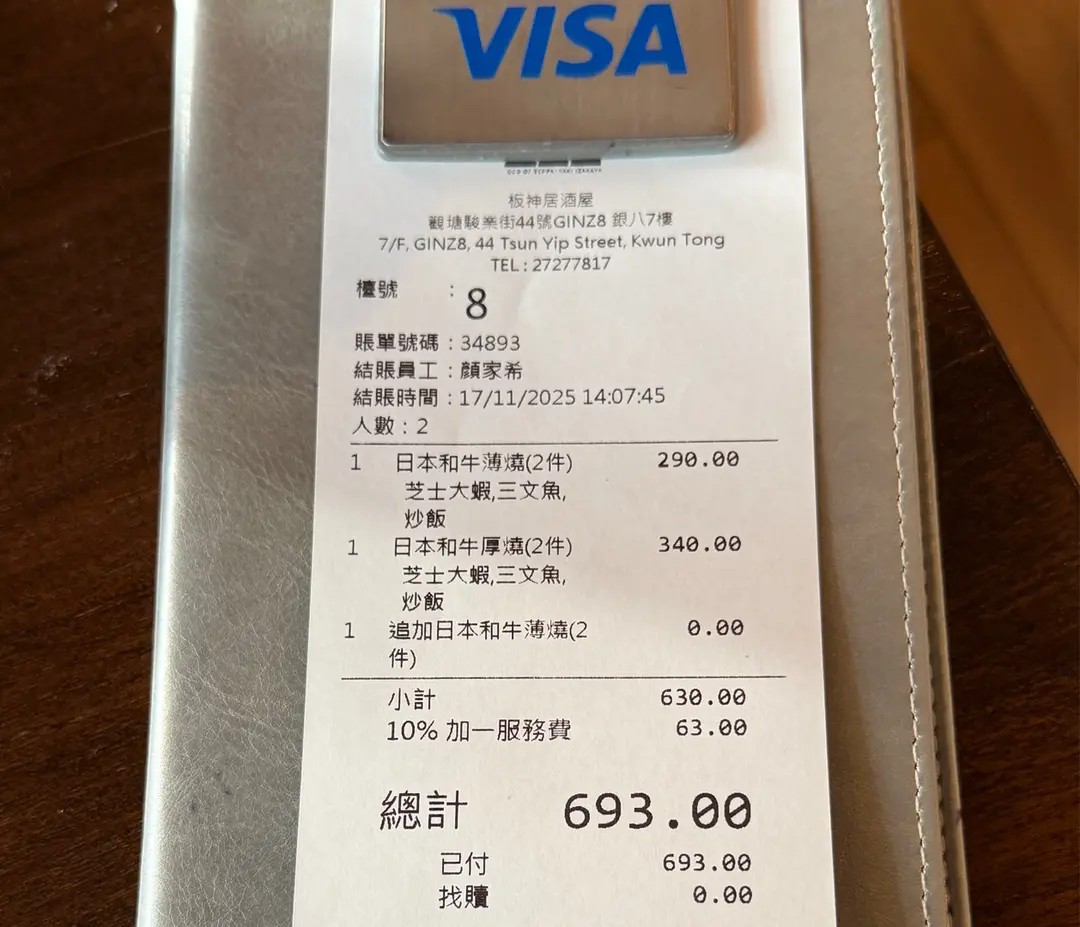 VISA
板神居酒屋
觀塘駿業街44號GINZ8 銀八7樓
7/F, GINZ8, 44 Tsun Yip Street, Kwun Tong
TEL : 27277817
檯號 : 8
賬單號碼 : 34893
結賬員工 : 顏家希
結賬時間 : 17/11/2025 14:07:45
人數 : 2
1 日本和牛薄燒(2件) 290.00
芝士大蝦,三文魚,
炒飯
1 日本和牛厚燒(2件) 340.00
芝士大蝦,三文魚,
炒飯
1 追加日本和牛薄燒(2 0.00
件)
小計 630.00
10% 加一服務費 63.00
總計 693.00
已付 693.00
找贖 0.00